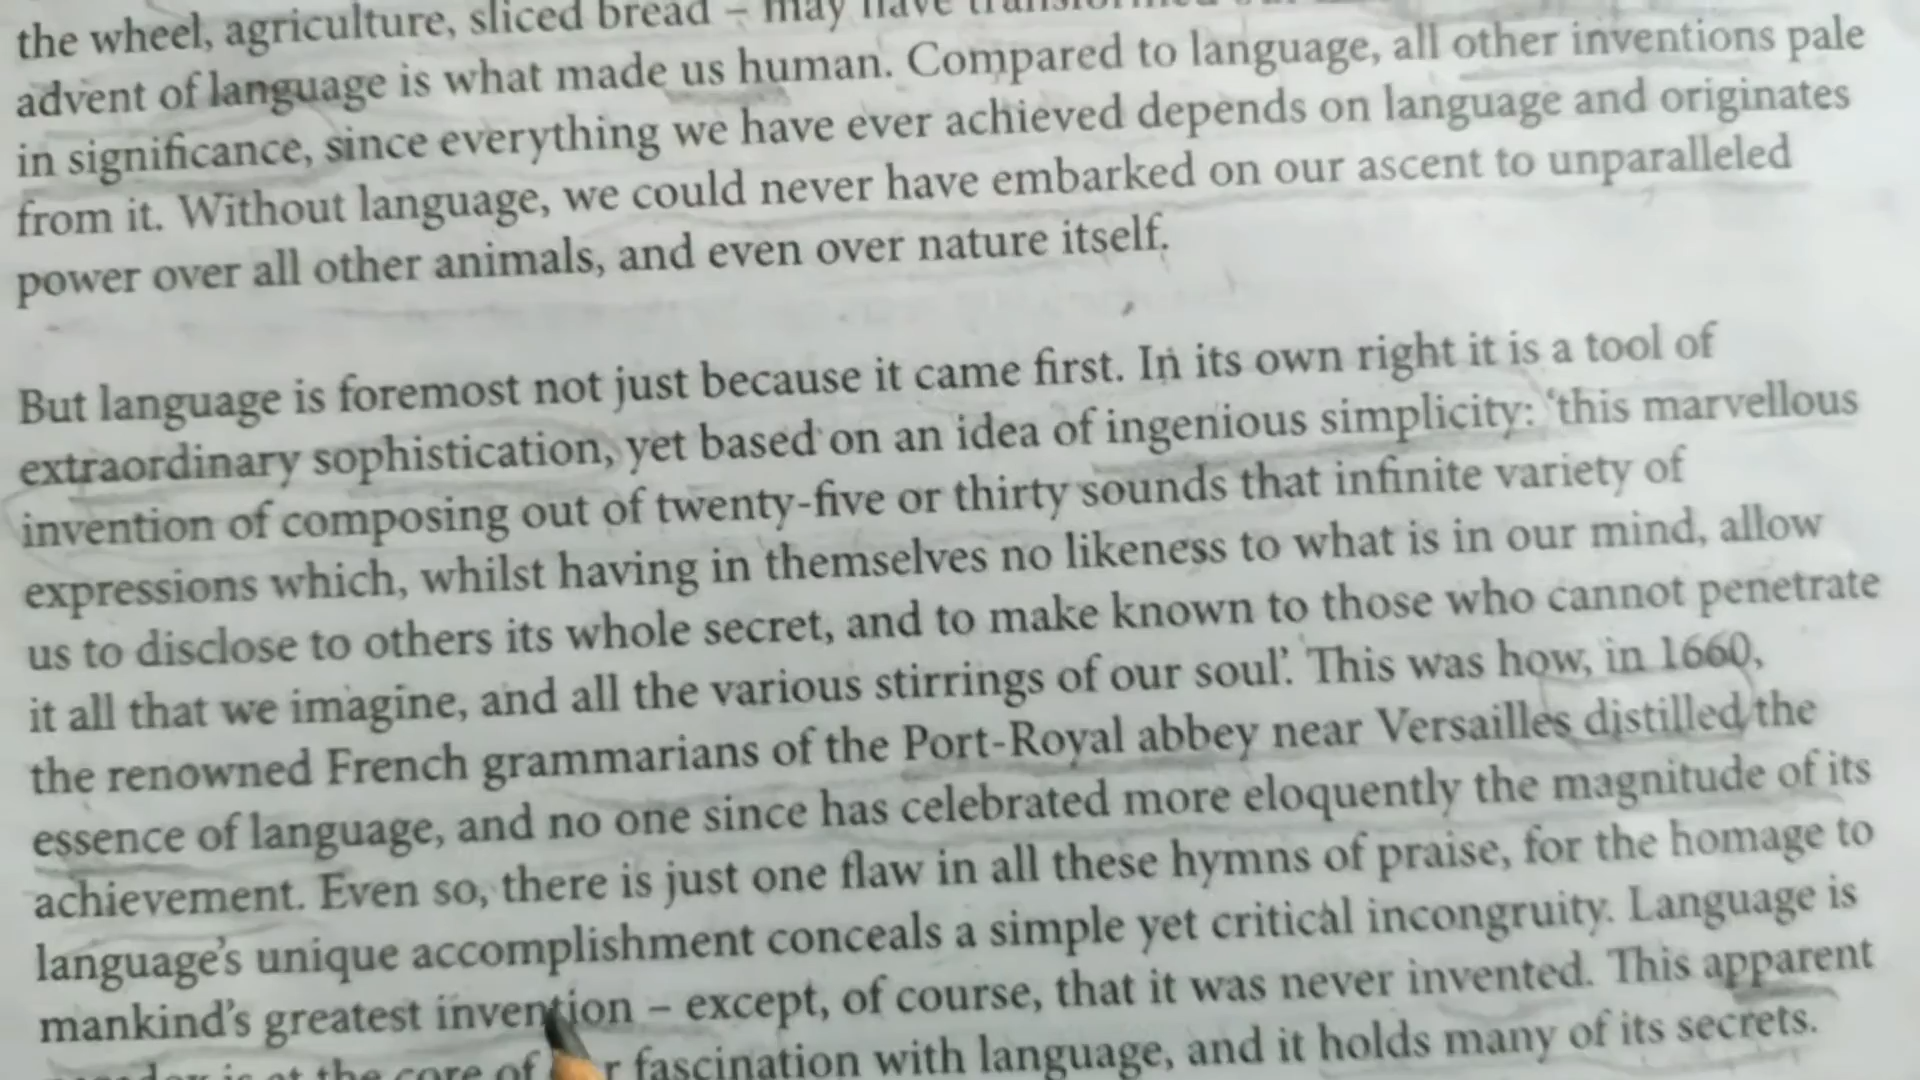 the wheel, agriculture, sliced bread – may have transformed
advent of language is what made us human. Compared to language, all other inventions pale
in significance, since everything we have ever achieved depends on language and originates
from it. Without language, we could never have embarked on our ascent to unparalleled
power over all other animals, and even over nature itself.
But language is foremost not just because it came first. In its own right it is a tool of
extraordinary sophistication, yet based on an idea of ingenious simplicity: ‘this marvellous
invention of composing out of twenty-five or thirty sounds that infinite variety of
expressions which, whilst having in themselves no likeness to what is in our mind, allow
us to disclose to others its whole secret, and to make known to those who cannot penetrate
it all that we imagine, and all the various stirrings of our soul’. This was how, in 1660,
the renowned French grammarians of the Port-Royal abbey near Versailles distilled the
essence of language, and no one since has celebrated more eloquently the magnitude of its
achievement. Even so, there is just one flaw in all these hymns of praise, for the homage to
language’s unique accomplishment conceals a simple yet critical incongruity. Language is
mankind’s greatest invention – except, of course, that it was never invented. This apparent
is at the core of fascination with language, and it holds many of its secrets.